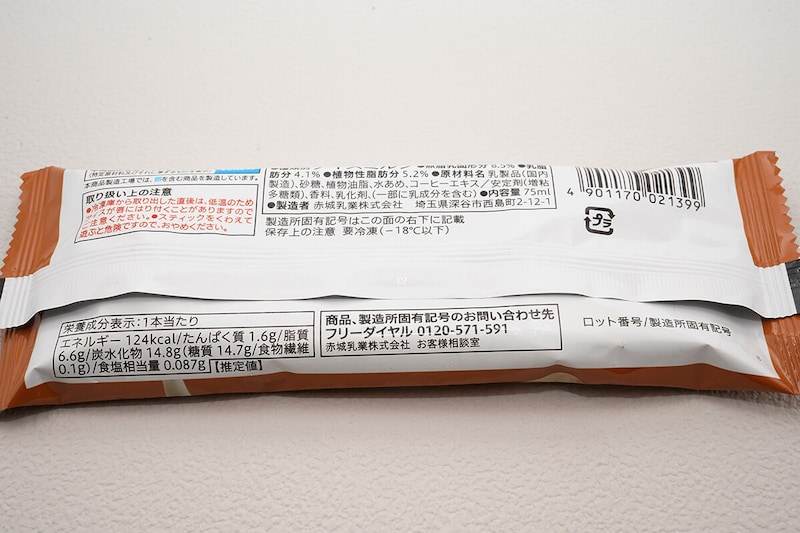 本商品製造工場では、卵を含む商品を製造しています。
取り扱い上の注意
●冷凍庫から取り出した直後は、低温のため
アイスが唇にはり付くことがありますので
ご注意ください。●スティックをくわえて
遊ぶと危険ですので、おやめください。
脂分4.1% ●植物性脂肪分5.2% ●原材料名 乳製品(国内
製造)、砂糖、植物油脂、水あめ、コーヒーエキス/安定剤(増粘
多糖類)、香料、乳化剤、(一部に乳成分を含む) ●内容量 75ml
●製造者 赤城乳業株式会社 埼玉県深谷市西島町2-12-1
製造所固有記号はこの面の右下に記載
保存上の注意 要冷凍(−18℃以下)
4 901170 021399
プラ
栄養成分表示:1本当たり
エネルギー 124kcal/たんぱく質 1.6g/脂質
6.6g/炭水化物 14.8g(糖質 14.7g/食物繊維
0.1g)/食塩相当量 0.087g【推定値】
商品、製造所固有記号のお問い合わせ先
フリーダイヤル 0120-571-591
赤城乳業株式会社 お客様相談室
ロット番号/製造所固有記号